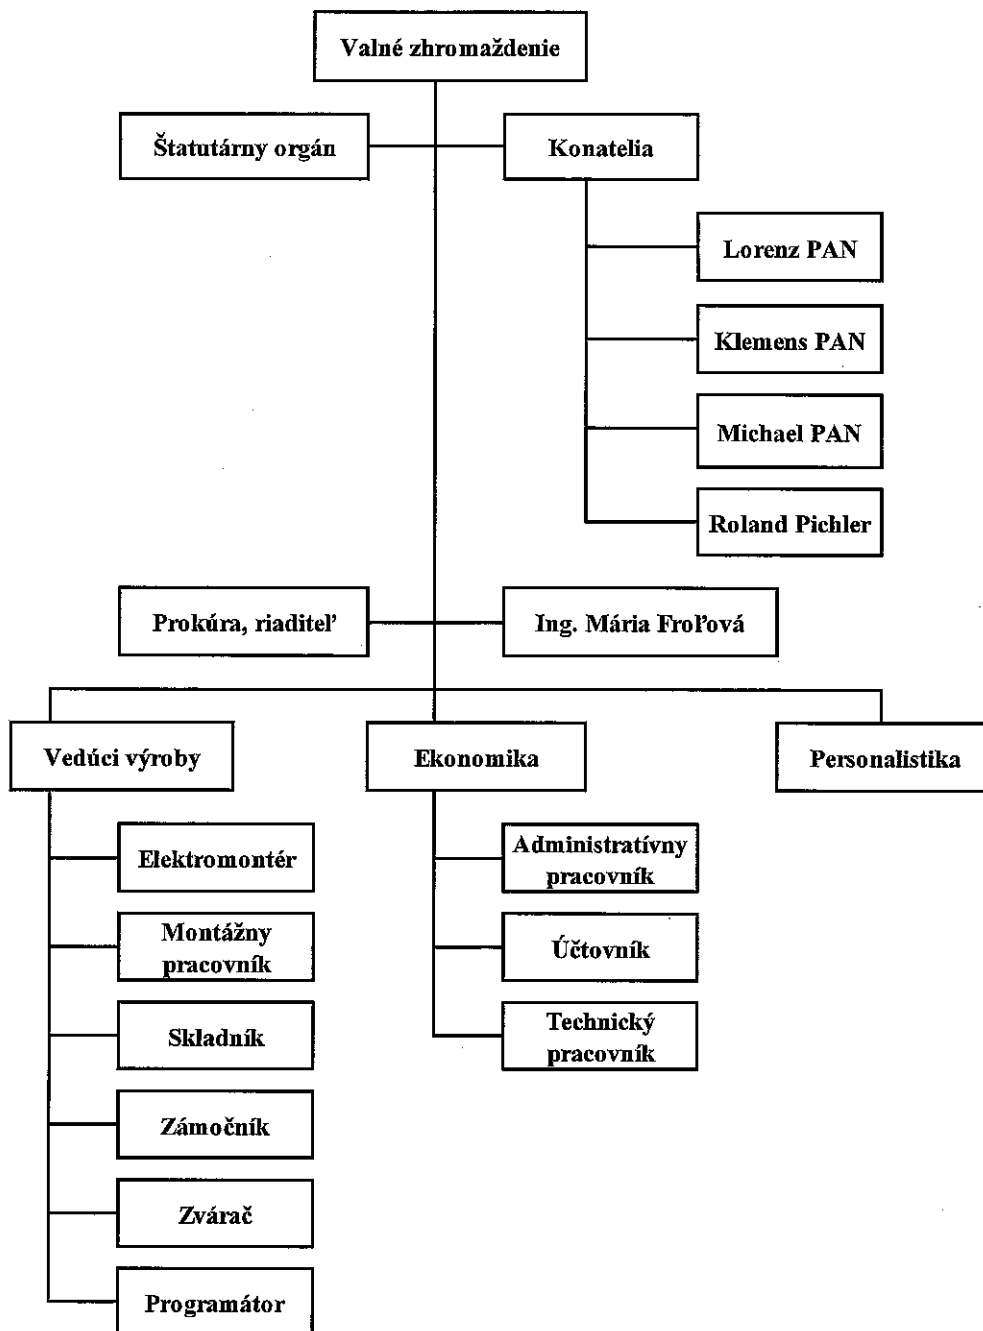 Valné zhromaždenie
Štatutárny orgán
Konatelia
Lorenz PAN
Klemens PAN
Michael PAN
Roland Pichler
Prokúra, riaditeľ
Ing. Mária Froľová
Vedúci výroby
Ekonomika
Personalistika
Elektromontér
Montážny
pracovník
Skladník
Zámočník
Zvárač
Programátor
Administratívny
pracovník
Účtovník
Technický
pracovník